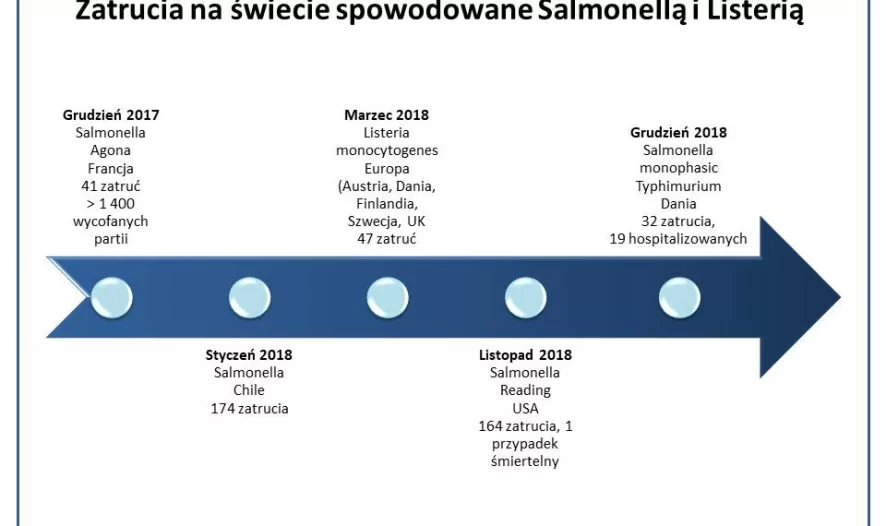 Zatrucia na świecie spowodowane Salmonellą i Listerią
Grudzień 2017
Salmonella
Agona
Francja
41 zatruć
> 1 400
wycofanych
partii
Styczeń 2018
Salmonella
Chile
174 zatrucia
Marzec 2018
Listeria
monocytogenes
Europa
(Austria, Dania,
Finlandia,
Szwecja, UK
47 zatruć
Listopad 2018
Salmonella
Reading
USA
164 zatrucia, 1
przypadek
śmiertelny
Grudzień 2018
Salmonella
monophasic
Typhimurium
Dania
32 zatrucia,
19 hospitalizowanych